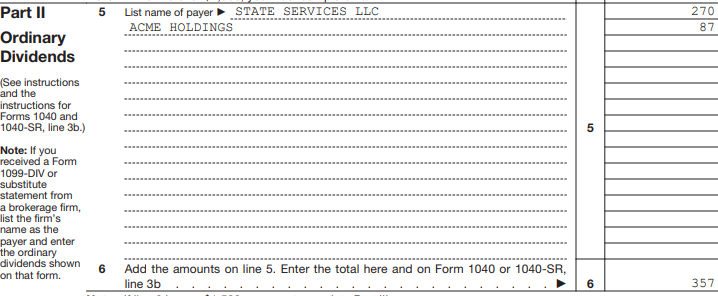 Part II
Ordinary
Dividends
(See instructions
and the
instructions for
Forms 1040 and
1040-SR, line 3b.)
Note: If you
received a Form
1099-DIV or
substitute
statement from
a brokerage firm,
list the firm's
name as the
payer and enter
the ordinary
dividends shown
on that form.
5 List name of payer ▶ STATE SERVICES LLC 270
ACME HOLDINGS 87
5
6 Add the amounts on line 5. Enter the total here and on Form 1040 or 1040-SR,
line 3b . . . . . . . . . . . . . . . . . . . . . . ▶ 6 357